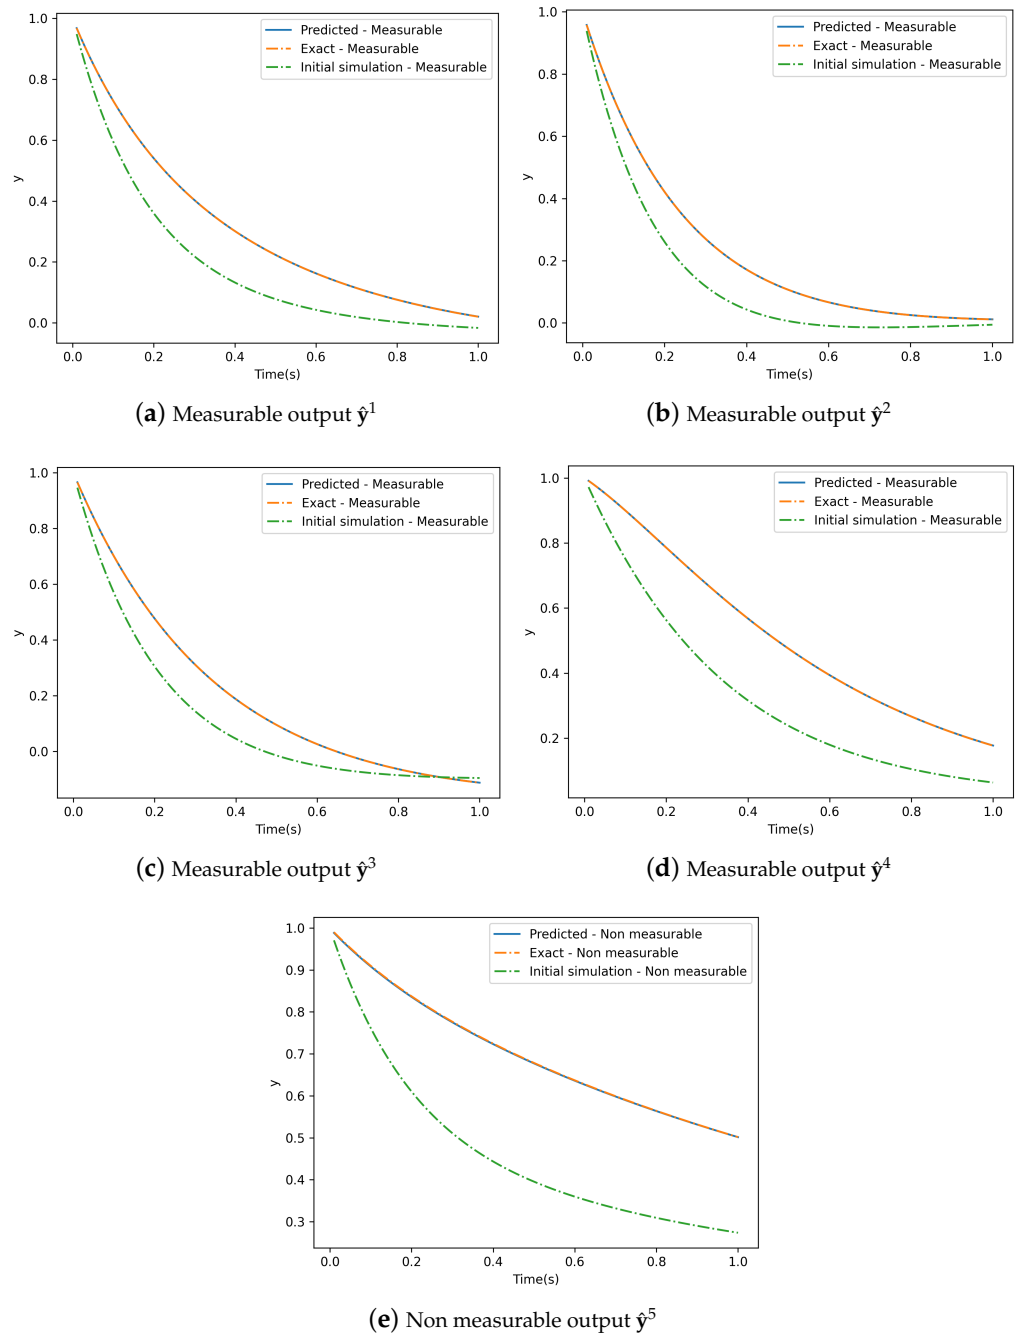 1.0
0.8
0.6
0.4
0.2
0.0
y
0.0 0.2 0.4 0.6 0.8 1.0
Time(s)
Predicted - Measurable
Exact - Measurable
Initial simulation - Measurable
(a) Measurable output ŷ¹
1.0
0.8
0.6
0.4
0.2
0.0
y
0.0 0.2 0.4 0.6 0.8 1.0
Time(s)
Predicted - Measurable
Exact - Measurable
Initial simulation - Measurable
(b) Measurable output ŷ²
1.0
0.8
0.6
0.4
0.2
0.0
y
0.0 0.2 0.4 0.6 0.8 1.0
Time(s)
Predicted - Measurable
Exact - Measurable
Initial simulation - Measurable
(c) Measurable output ŷ³
1.0
0.8
0.6
0.4
0.2
y
0.0 0.2 0.4 0.6 0.8 1.0
Time(s)
Predicted - Measurable
Exact - Measurable
Initial simulation - Measurable
(d) Measurable output ŷ⁴
1.0
0.9
0.8
0.7
0.6
0.5
0.4
0.3
y
0.0 0.2 0.4 0.6 0.8 1.0
Time(s)
Predicted - Non measurable
Exact - Non measurable
Initial simulation - Non measurable
(e) Non measurable output ŷ⁵